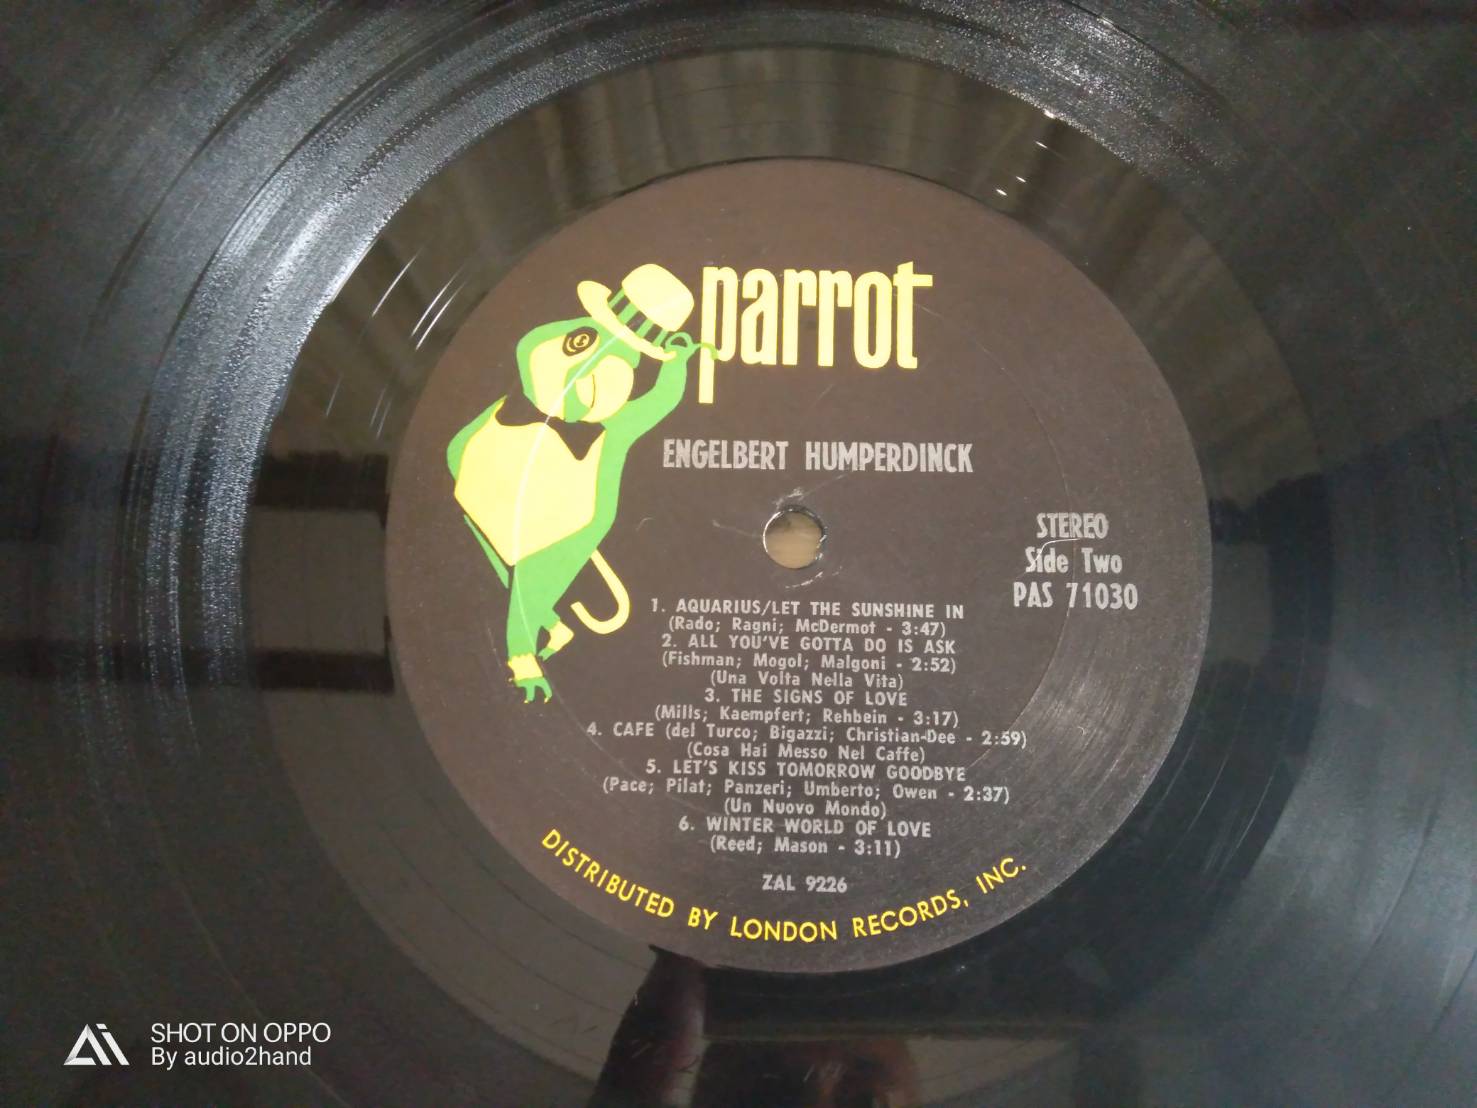 parrot
ENGELBERT HUMPERDINCK
STEREO
Side Two
PAS 71030
1. AQUARIUS/LET THE SUNSHINE IN
(Rado; Ragni; McDermot - 3:47)
2. ALL YOU'VE GOTTA DO IS ASK
(Fishman; Mogol; Malgoni - 2:52)
(Una Volta Nella Vita)
3. THE SIGNS OF LOVE
(Mills; Kaempfert; Rehbein - 3:17)
4. CAFE (del Turco; Bigazzi; Christian-Dee - 2:59)
(Cosa Hai Messo Nel Caffe)
5. LET'S KISS TOMORROW GOODBYE
(Pace; Pilat; Panzeri; Umberto; Owen - 2:37)
(Un Nuovo Mondo)
6. WINTER WORLD OF LOVE
(Reed; Mason - 3:11)
ZAL 9226
DISTRIBUTED BY LONDON RECORDS, INC.
SHOT ON OPPO
By audio2hand